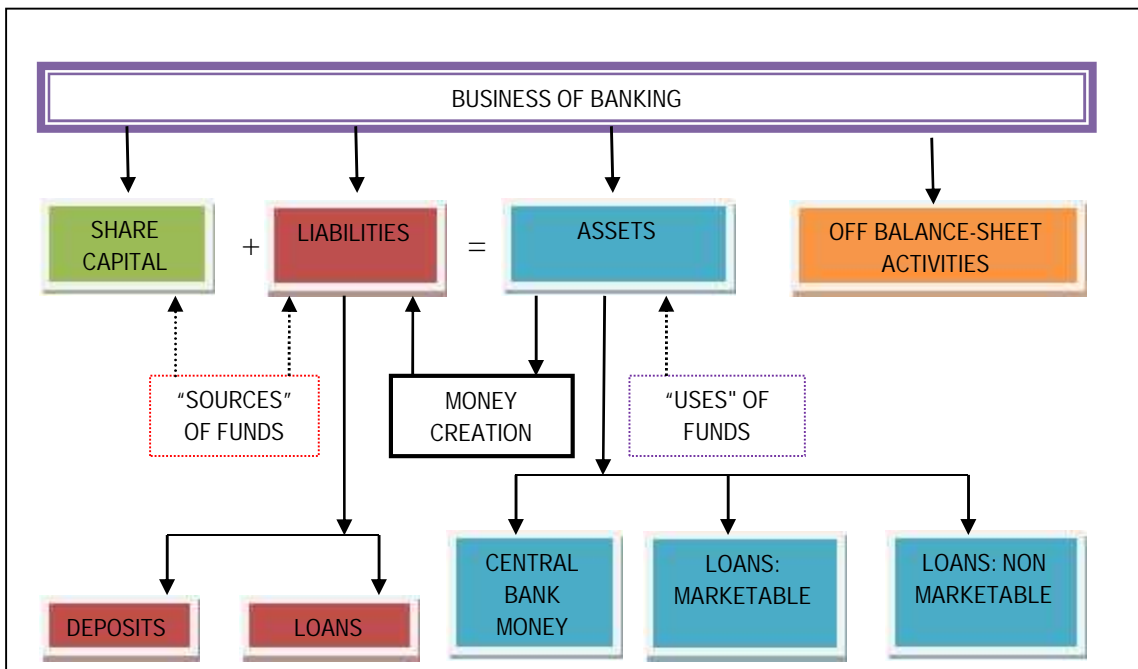 BUSINESS OF BANKING
SHARE
CAPITAL
+
LIABILITIES
=
ASSETS
OFF BALANCE-SHEET
ACTIVITIES
“SOURCES”
OF FUNDS
MONEY
CREATION
“USES" OF
FUNDS
DEPOSITS
LOANS
CENTRAL
BANK
MONEY
LOANS:
MARKETABLE
LOANS: NON
MARKETABLE